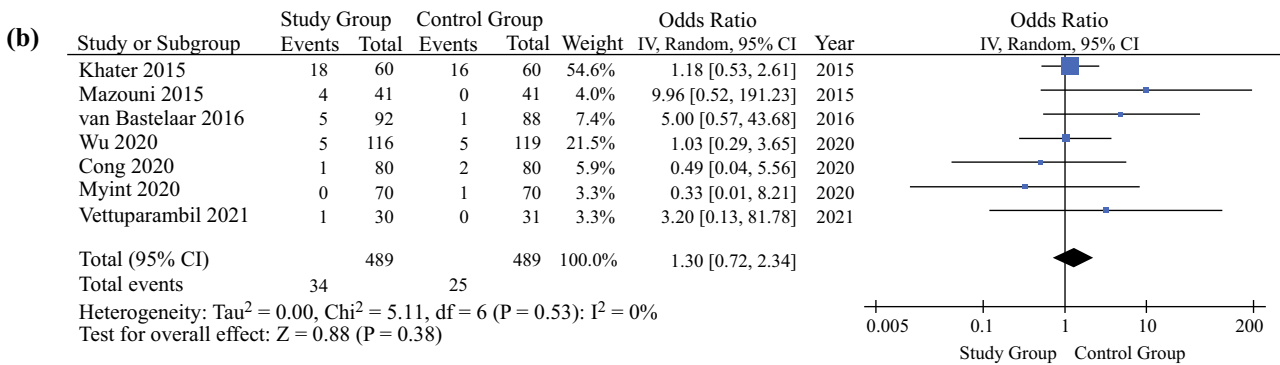 (b)
Study Group Control Group Odds Ratio Odds Ratio
Study or Subgroup Events Total Events Total Weight IV, Random, 95% CI Year IV, Random, 95% CI
Khater 2015 18 60 16 60 54.6% 1.18 [0.53, 2.61] 2015
Mazouni 2015 4 41 0 41 4.0% 9.96 [0.52, 191.23] 2015
van Bastelaar 2016 5 92 1 88 7.4% 5.00 [0.57, 43.68] 2016
Wu 2020 5 116 5 119 21.5% 1.03 [0.29, 3.65] 2020
Cong 2020 1 80 2 80 5.9% 0.49 [0.04, 5.56] 2020
Myint 2020 0 70 1 70 3.3% 0.33 [0.01, 8.21] 2020
Vettuparambil 2021 1 30 0 31 3.3% 3.20 [0.13, 81.78] 2021
Total (95% CI) 489 489 100.0% 1.30 [0.72, 2.34]
Total events 34 25
Heterogeneity: Tau² = 0.00, Chi² = 5.11, df = 6 (P = 0.53): I² = 0%
Test for overall effect: Z = 0.88 (P = 0.38)
0.005 0.1 1 10 200
Study Group Control Group